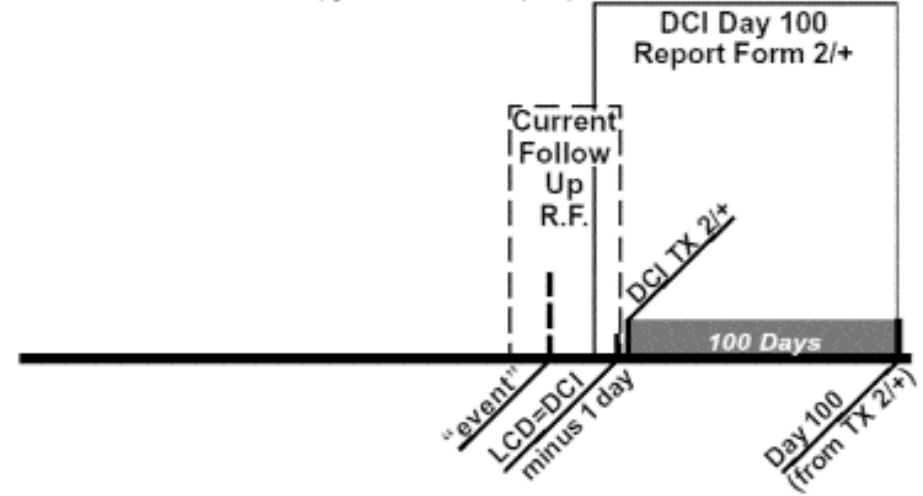 DCI Day 100
Report Form 2/+
Current
Follow
Up
R.F.
DCI TX 2/+
100 Days
"event"
LCD=DCI
minus 1 day
Day 100
(from TX 2/+)